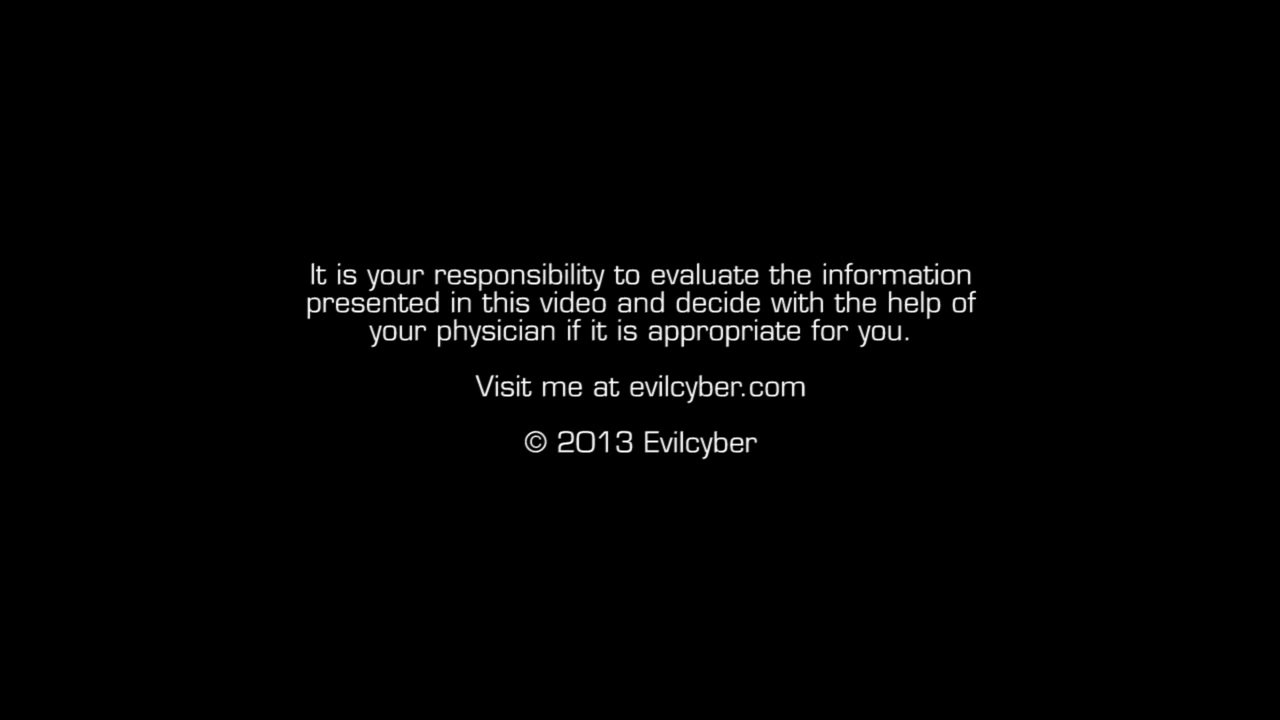 It is your responsibility to evaluate the information
presented in this video and decide with the help of
your physician if it is appropriate for you.
Visit me at evilcyber.com
© 2013 Evilcyber